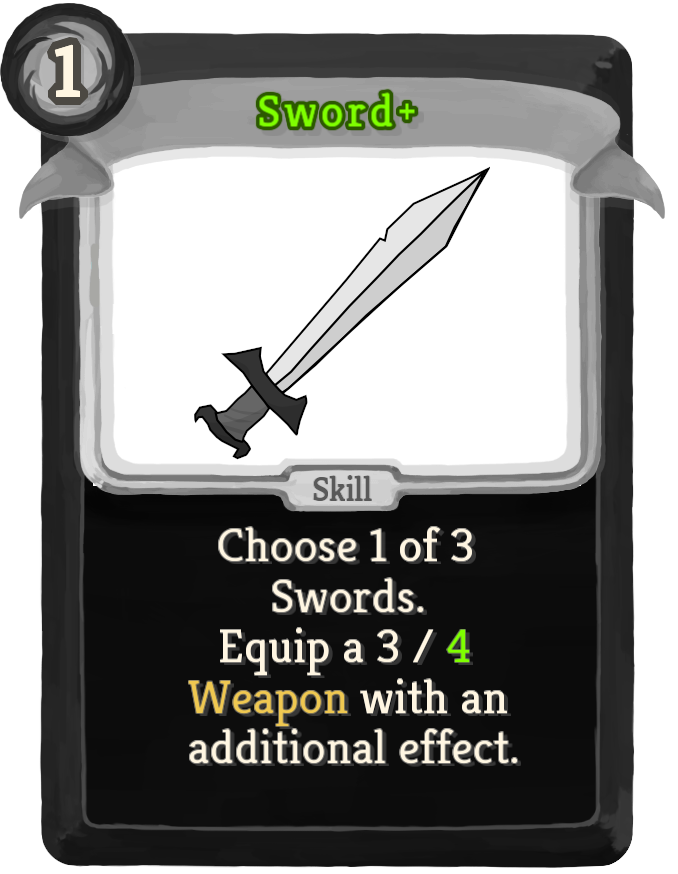 1
Sword+
Skill
Choose 1 of 3
Swords.
Equip a 3 / 4
Weapon with an
additional effect.